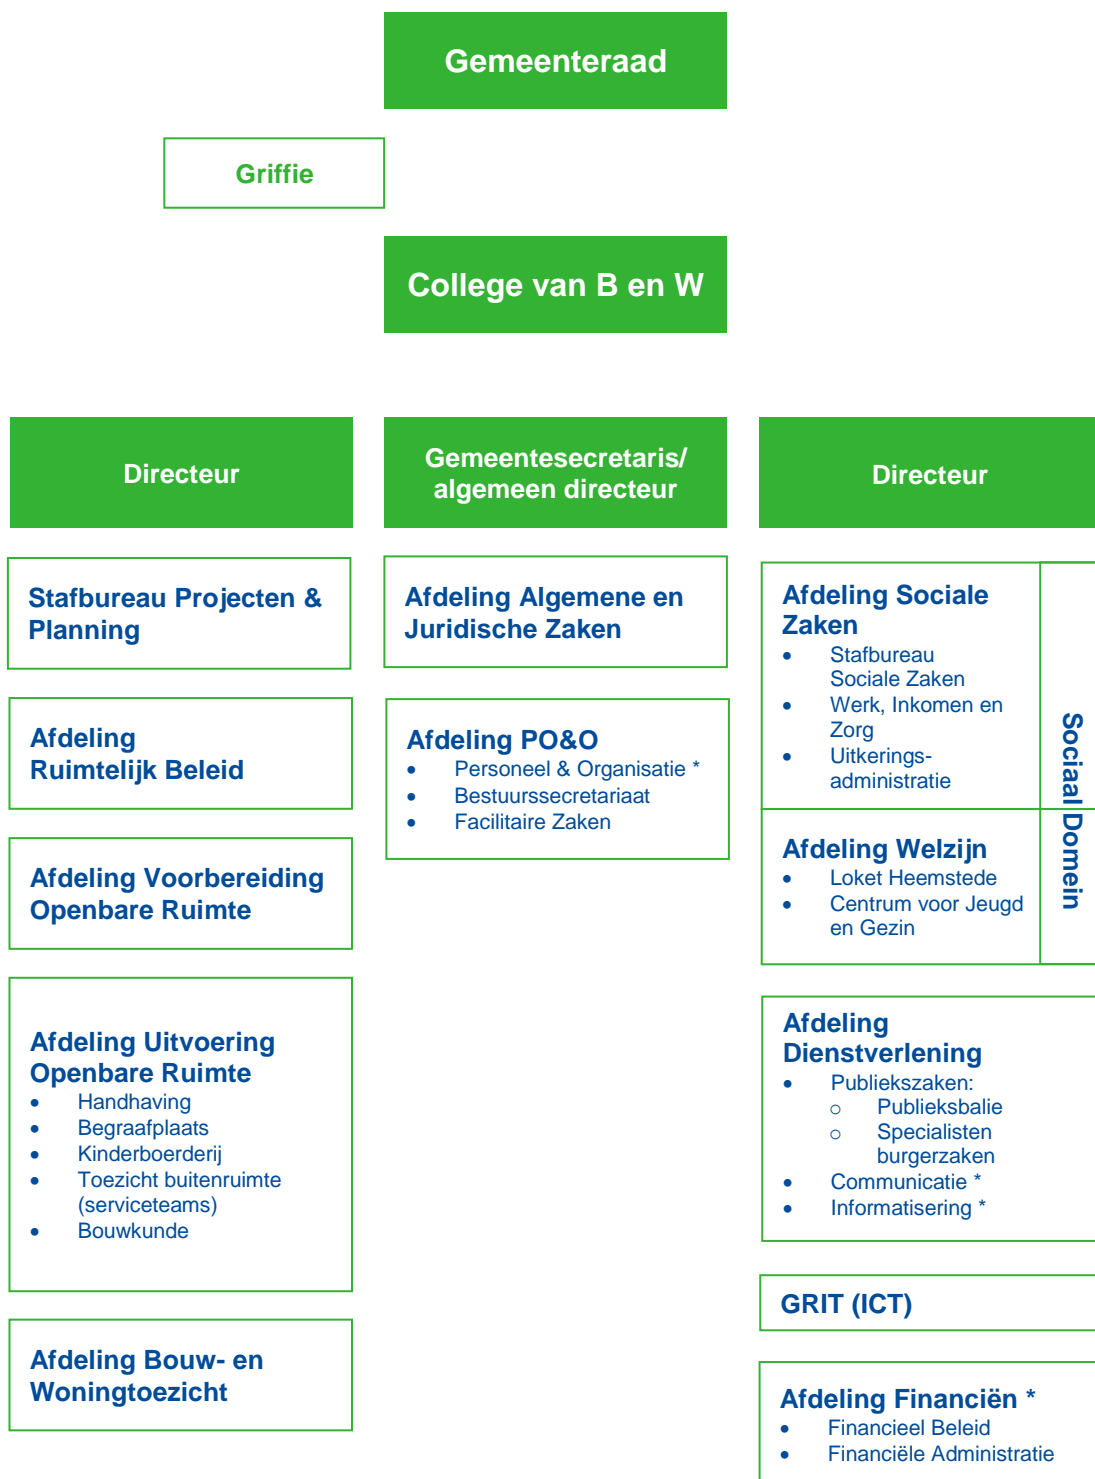 Gemeenteraad
Griffie
College van B en W
Directeur
Stafbureau Projecten &
Planning
Afdeling
Ruimtelijk Beleid
Afdeling Voorbereiding
Openbare Ruimte
Afdeling Uitvoering
Openbare Ruimte
• Handhaving
• Begraafplaats
• Kinderboerderij
• Toezicht buitenruimte
(serviceteams)
• Bouwkunde
Afdeling Bouw- en
Woningtoezicht
Gemeentesecretaris/
algemeen directeur
Afdeling Algemene en
Juridische Zaken
Afdeling PO&O
• Personeel & Organisatie *
• Bestuurssecretariaat
• Facilitaire Zaken
Directeur
Afdeling Sociale
Zaken
• Stafbureau
Sociale Zaken
• Werk, Inkomen en
Zorg
• Uitkerings-
administratie
Afdeling Welzijn
• Loket Heemstede
• Centrum voor Jeugd
en Gezin
Sociaal Domein
Afdeling
Dienstverlening
• Publiekszaken:
o Publieksbalie
o Specialisten
burgerzaken
• Communicatie *
• Informatisering *
GRIT (ICT)
Afdeling Financiën *
• Financieel Beleid
• Financiële Administratie